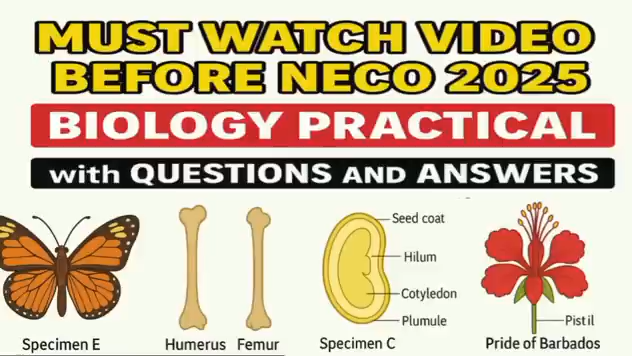 MUST WATCH VIDEO
BEFORE NECO 2025
BIOLOGY PRACTICAL
with QUESTIONS AND ANSWERS
Seed coat
Hilum
Cotyledon
Plumule
Pistil
Specimen E
Humerus Femur
Specimen C
Pride of Barbados